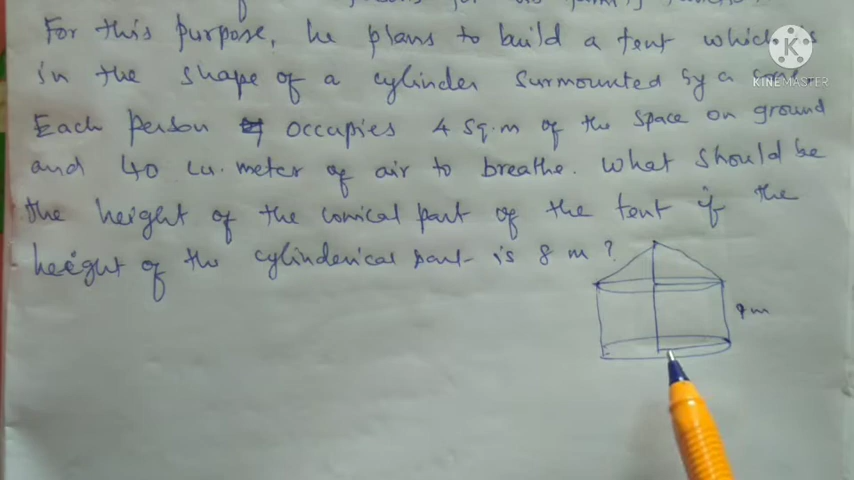 For this purpose, he plans to build a tent which is
in the shape of a cylinder surmounted by a
Each person occupies 4 sq.m of the space on ground
and 40 cu. meter of air to breathe. What should be
the height of the conical part of the tent if the
height of the cylinderical part is 8 m ?
m
K
KINEMASTER